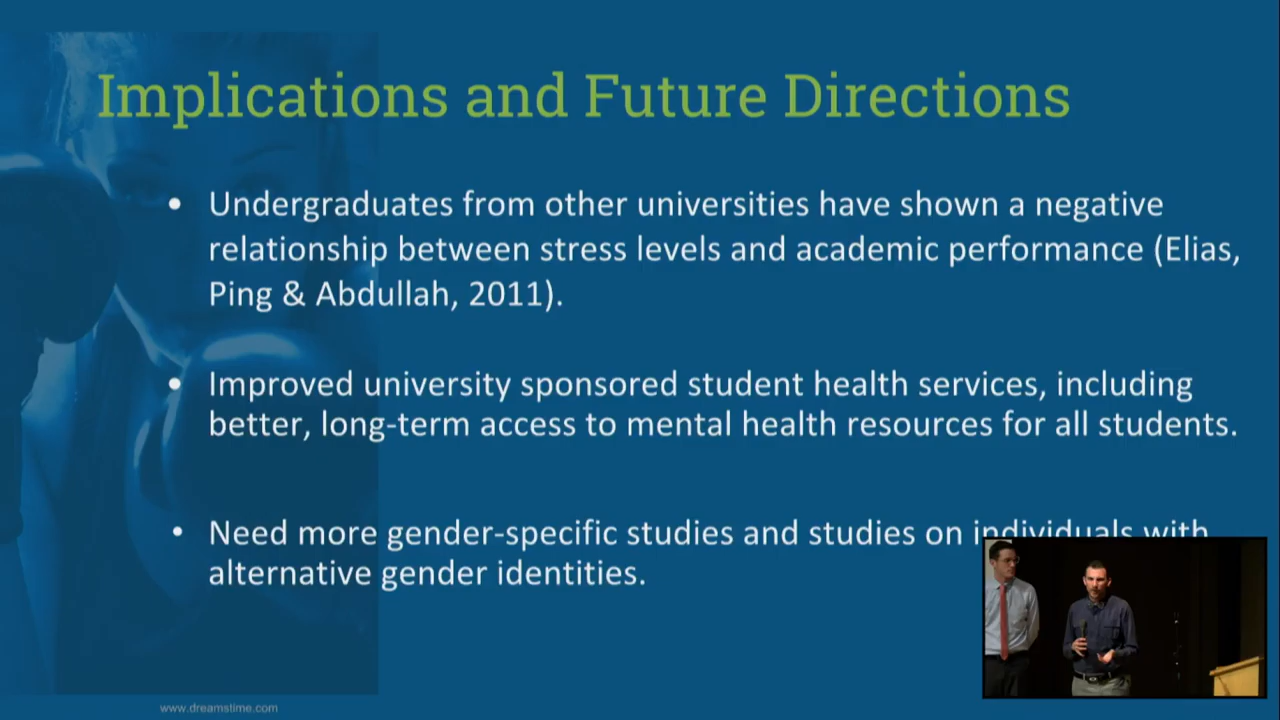 Implications and Future Directions
• Undergraduates from other universities have shown a negative
relationship between stress levels and academic performance (Elias,
Ping & Abdullah, 2011).
• Improved university sponsored student health services, including
better, long-term access to mental health resources for all students.
• Need more gender-specific studies and studies on individuals with
alternative gender identities.
www.dreamstime.com